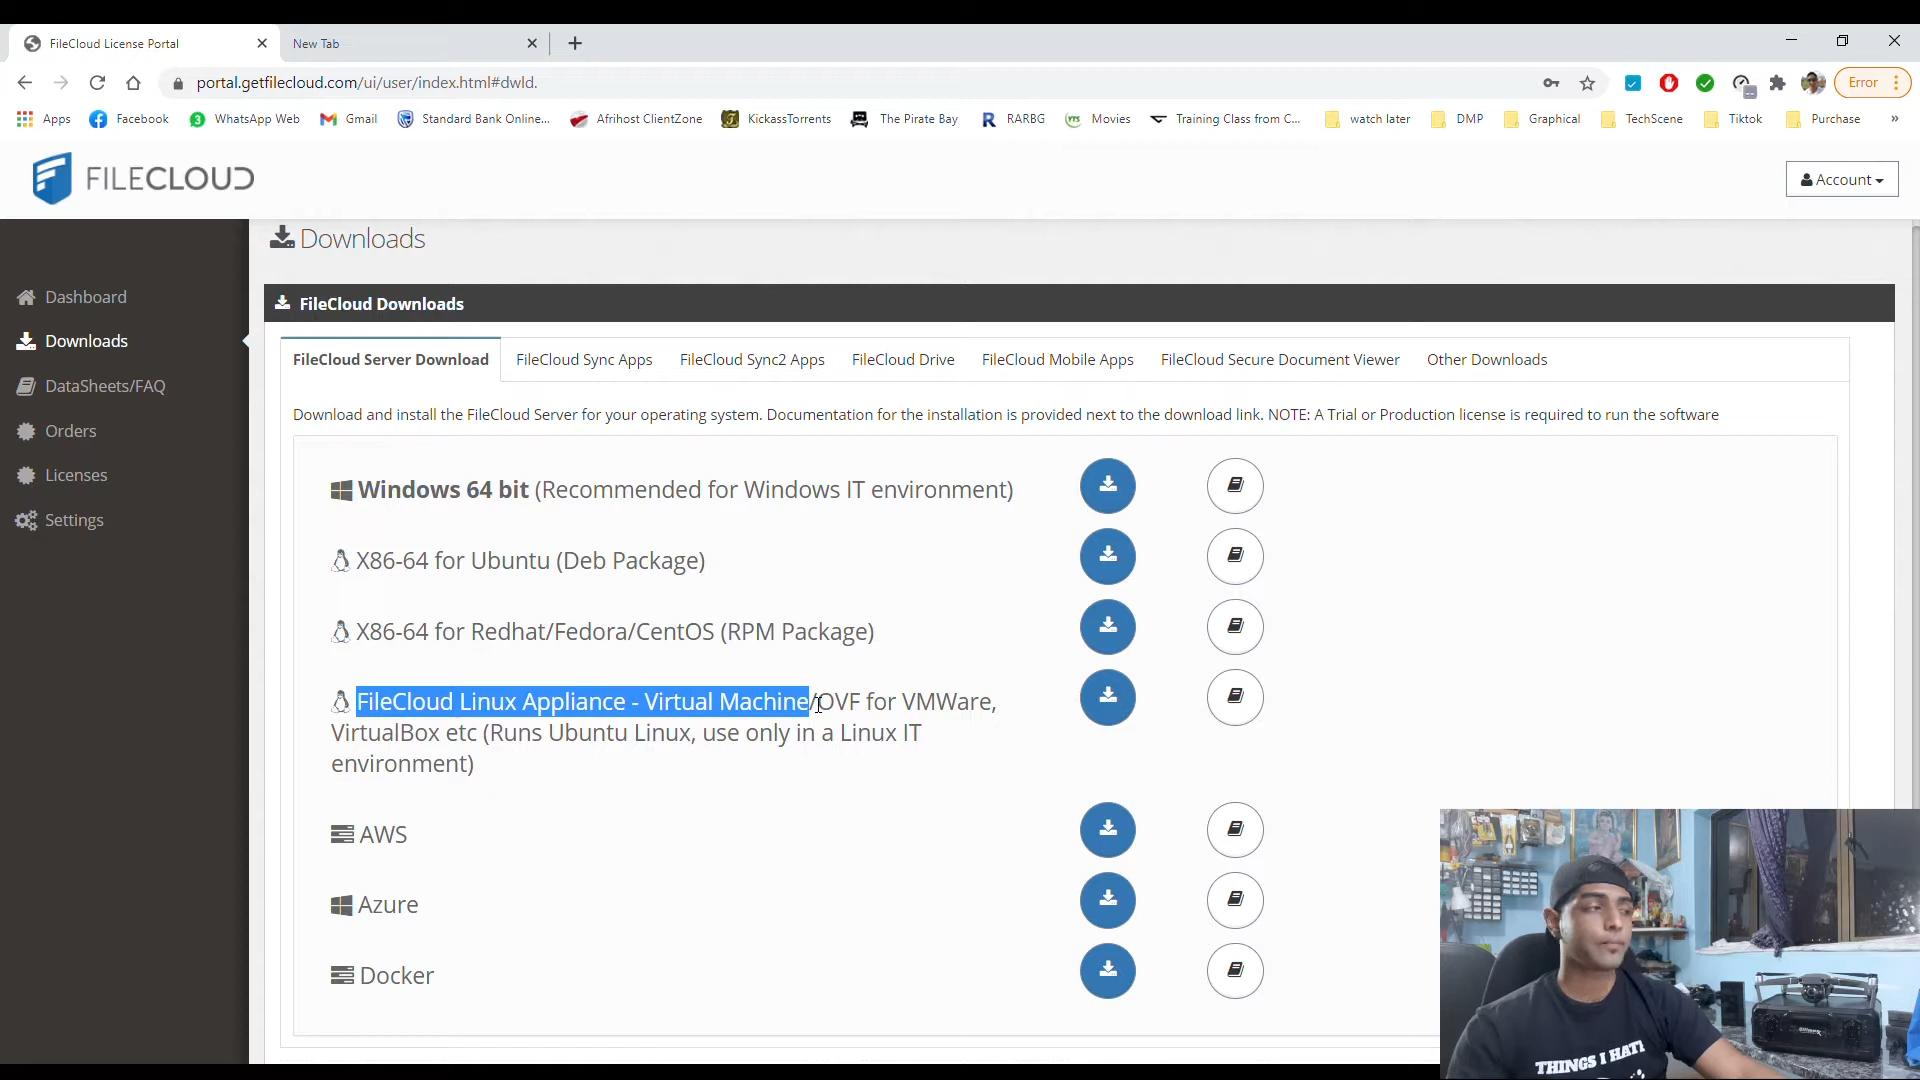 FileCloud License Portal
New Tab
portal.getfilecloud.com/ui/user/index.html#dwld.
Error
Apps
Facebook
3 WhatsApp Web
Gmail
Standard Bank Online...
Afrihost ClientZone
KickassTorrents
The Pirate Bay
R RARBG
YTS Movies
Training Class from C...
watch later
DMP
Graphical
TechScene
Tiktok
Purchase
»
FILECLOUD
Account
Downloads
Dashboard
Downloads
DataSheets/FAQ
Orders
Licenses
Settings
FileCloud Downloads
FileCloud Server Download
FileCloud Sync Apps
FileCloud Sync2 Apps
FileCloud Drive
FileCloud Mobile Apps
FileCloud Secure Document Viewer
Other Downloads
Download and install the FileCloud Server for your operating system. Documentation for the installation is provided next to the download link. NOTE: A Trial or Production license is required to run the software
Windows 64 bit (Recommended for Windows IT environment)
X86-64 for Ubuntu (Deb Package)
X86-64 for Redhat/Fedora/CentOS (RPM Package)
FileCloud Linux Appliance - Virtual Machine/OVF for VMWare,
VirtualBox etc (Runs Ubuntu Linux, use only in a Linux IT
environment)
AWS
Azure
Docker
THINGS I HATE